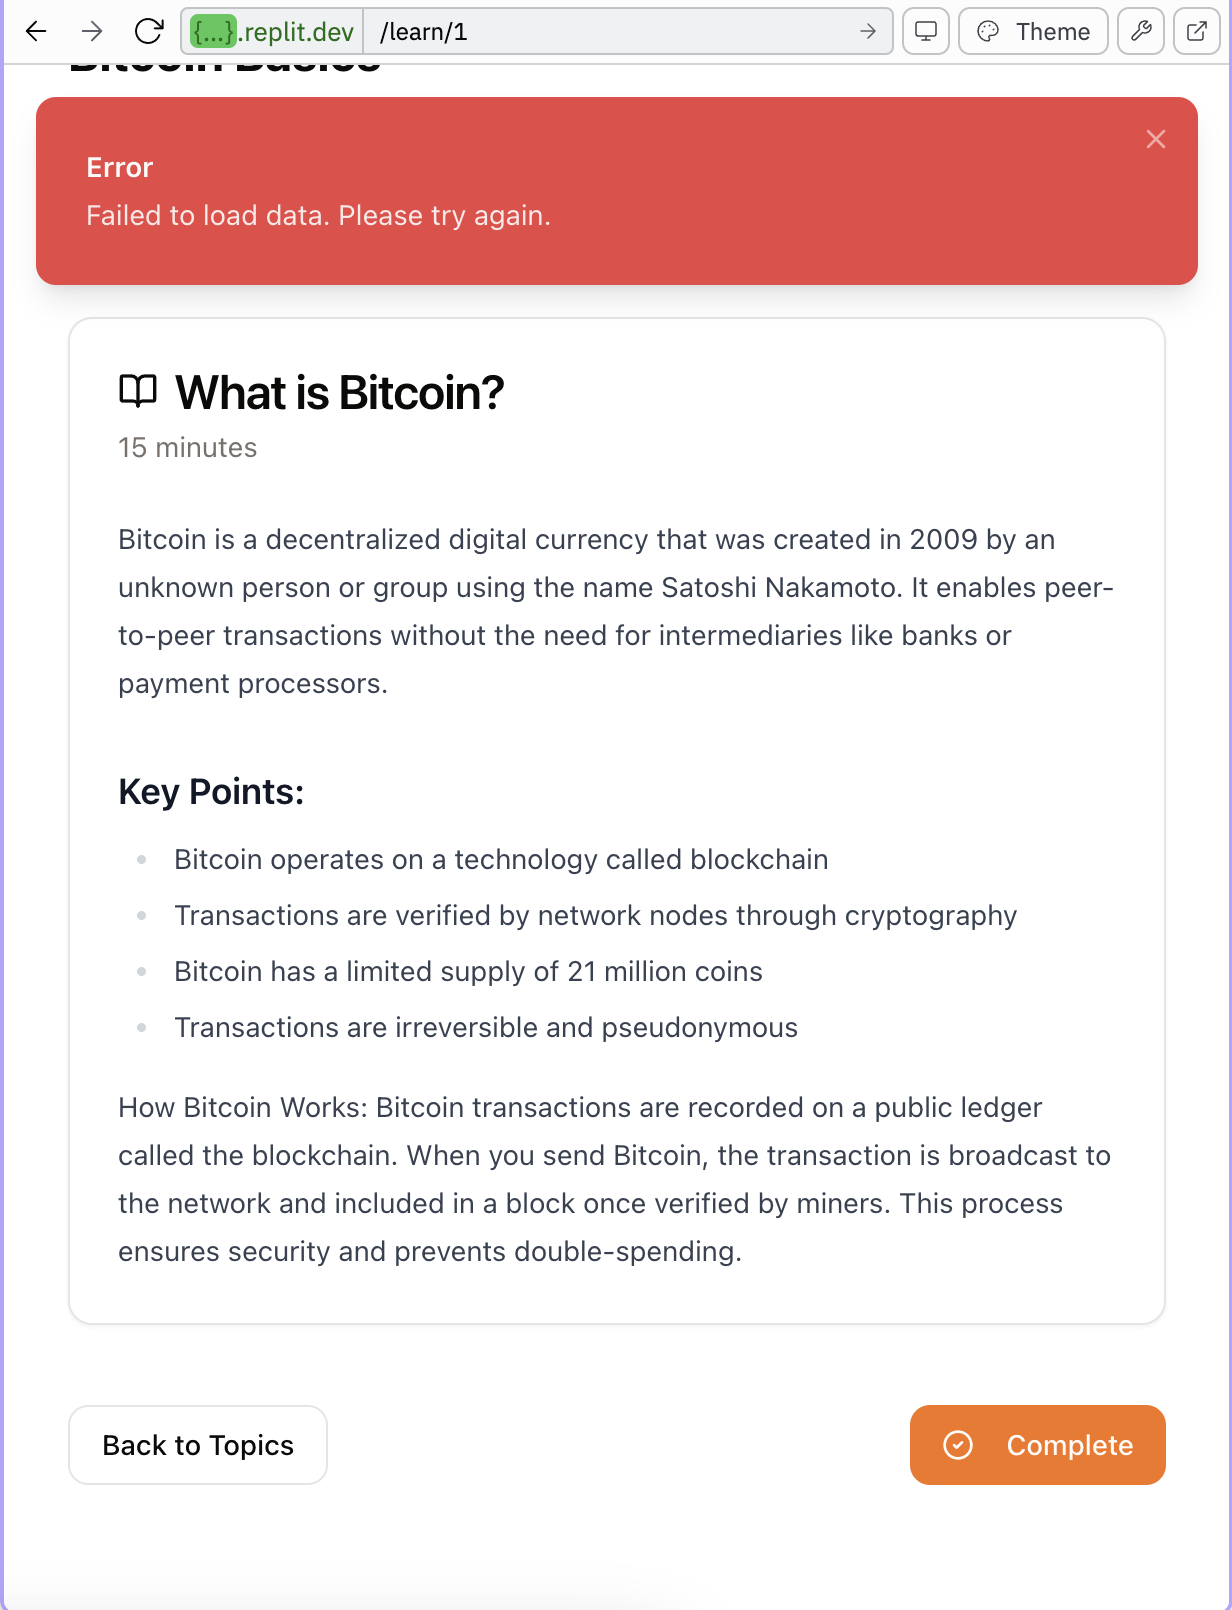 {...}.replit.dev /learn/1 Theme
Bitcoin Basics
Error
Failed to load data. Please try again.
What is Bitcoin?
15 minutes
Bitcoin is a decentralized digital currency that was created in 2009 by an
unknown person or group using the name Satoshi Nakamoto. It enables peer-
to-peer transactions without the need for intermediaries like banks or
payment processors.
Key Points:
Bitcoin operates on a technology called blockchain
Transactions are verified by network nodes through cryptography
Bitcoin has a limited supply of 21 million coins
Transactions are irreversible and pseudonymous
How Bitcoin Works: Bitcoin transactions are recorded on a public ledger
called the blockchain. When you send Bitcoin, the transaction is broadcast to
the network and included in a block once verified by miners. This process
ensures security and prevents double-spending.
Back to Topics
Complete